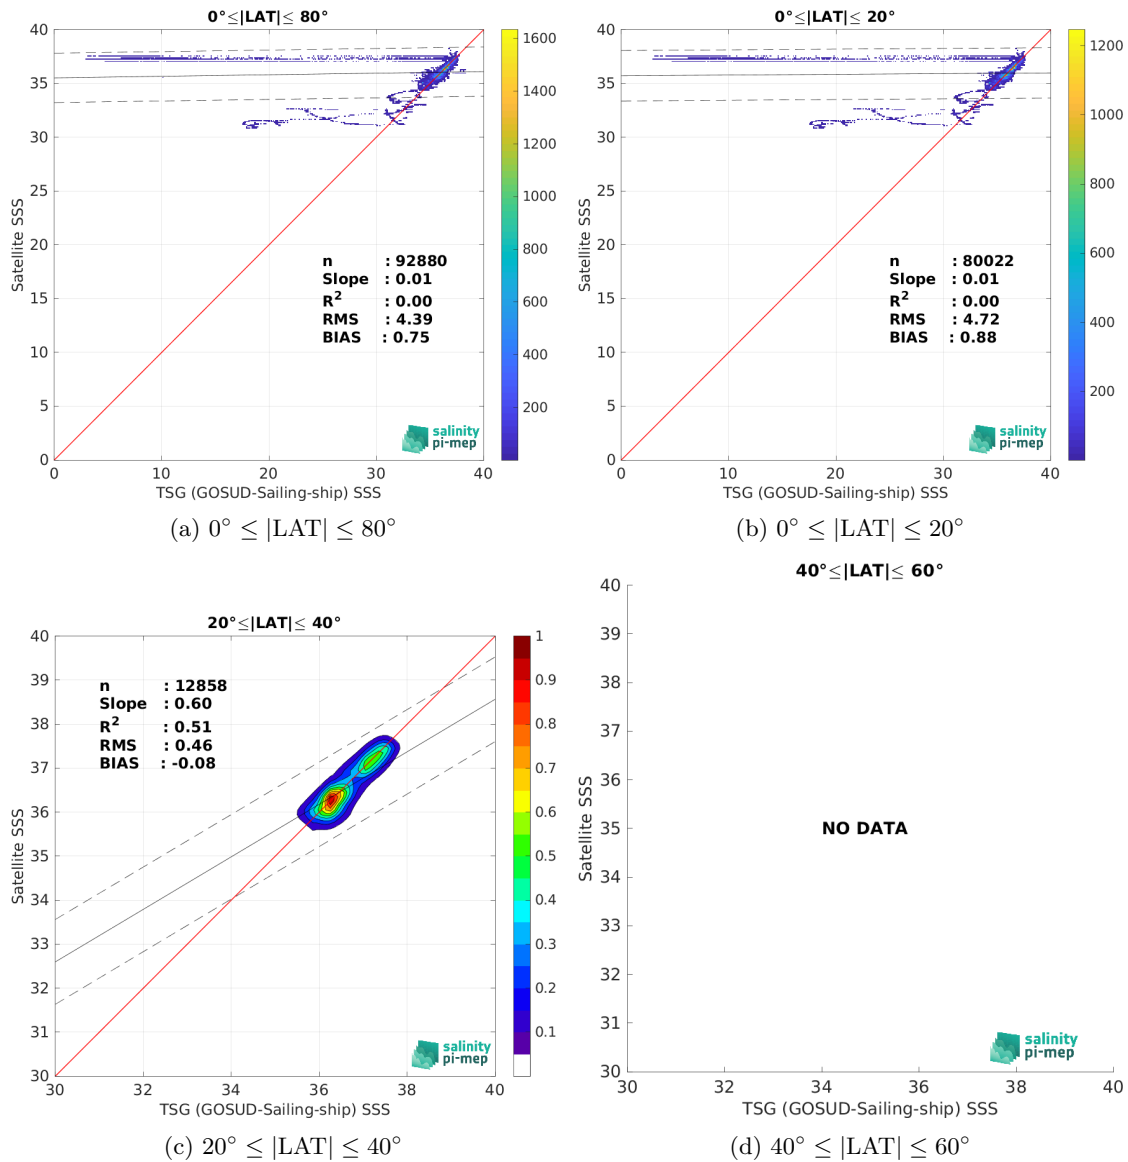 0°≤|LAT|≤ 80°
40
35
30
25
20
15
10
5
0
0
10
20
30
40
Satellite SSS
TSG (GOSUD-Sailing-ship) SSS
n : 92880
Slope : 0.01
R² : 0.00
RMS : 4.39
BIAS : 0.75
salinity
pi-mep
1600
1400
1200
1000
800
600
400
200
(a) 0° ≤ |LAT| ≤ 80°
0°≤|LAT|≤ 20°
40
35
30
25
20
15
10
5
0
0
10
20
30
40
Satellite SSS
TSG (GOSUD-Sailing-ship) SSS
n : 80022
Slope : 0.01
R² : 0.00
RMS : 4.72
BIAS : 0.88
salinity
pi-mep
1200
1000
800
600
400
200
(b) 0° ≤ |LAT| ≤ 20°
20°≤|LAT|≤ 40°
40
39
38
37
36
35
34
33
32
31
30
30
32
34
36
38
40
Satellite SSS
TSG (GOSUD-Sailing-ship) SSS
n : 12858
Slope : 0.60
R² : 0.51
RMS : 0.46
BIAS : -0.08
salinity
pi-mep
1
0.9
0.8
0.7
0.6
0.5
0.4
0.3
0.2
0.1
(c) 20° ≤ |LAT| ≤ 40°
40°≤|LAT|≤ 60°
40
39
38
37
36
35
34
33
32
31
30
30
32
34
36
38
40
Satellite SSS
TSG (GOSUD-Sailing-ship) SSS
NO DATA
salinity
pi-mep
(d) 40° ≤ |LAT| ≤ 60°